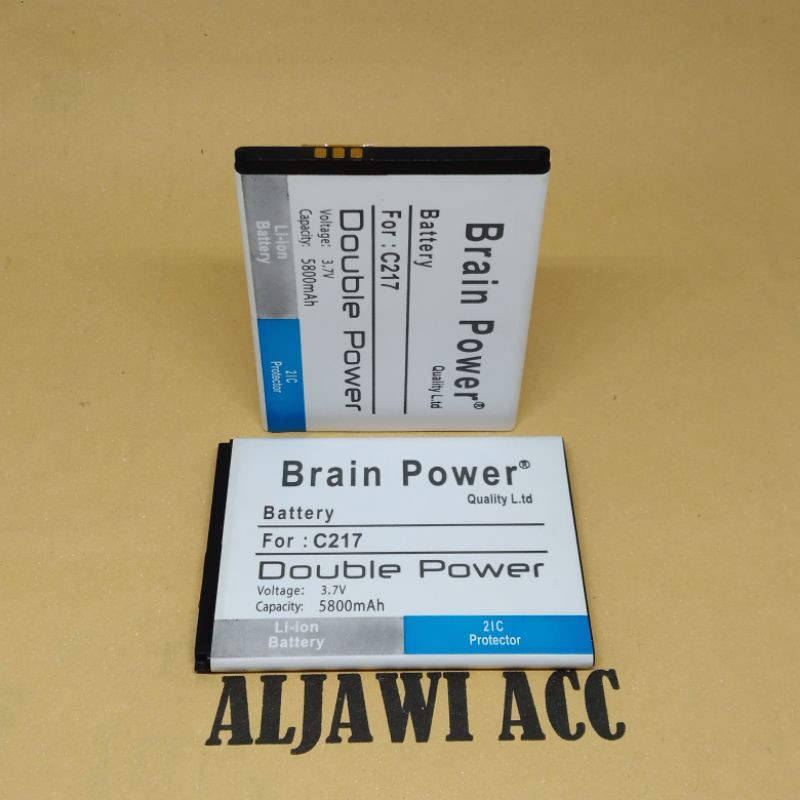 Brain Power®
Quality L.td
Battery
For : C217
Double Power
Voltage: 3.7V
Capacity: 5800mAh
Li-ion
Battery
2IC
Protector
Brain Power®
Quality L.td
Battery
For : C217
Double Power
Voltage: 3.7V
Capacity: 5800mAh
Li-ion
Battery
2IC
Protector
ALJAWI ACC